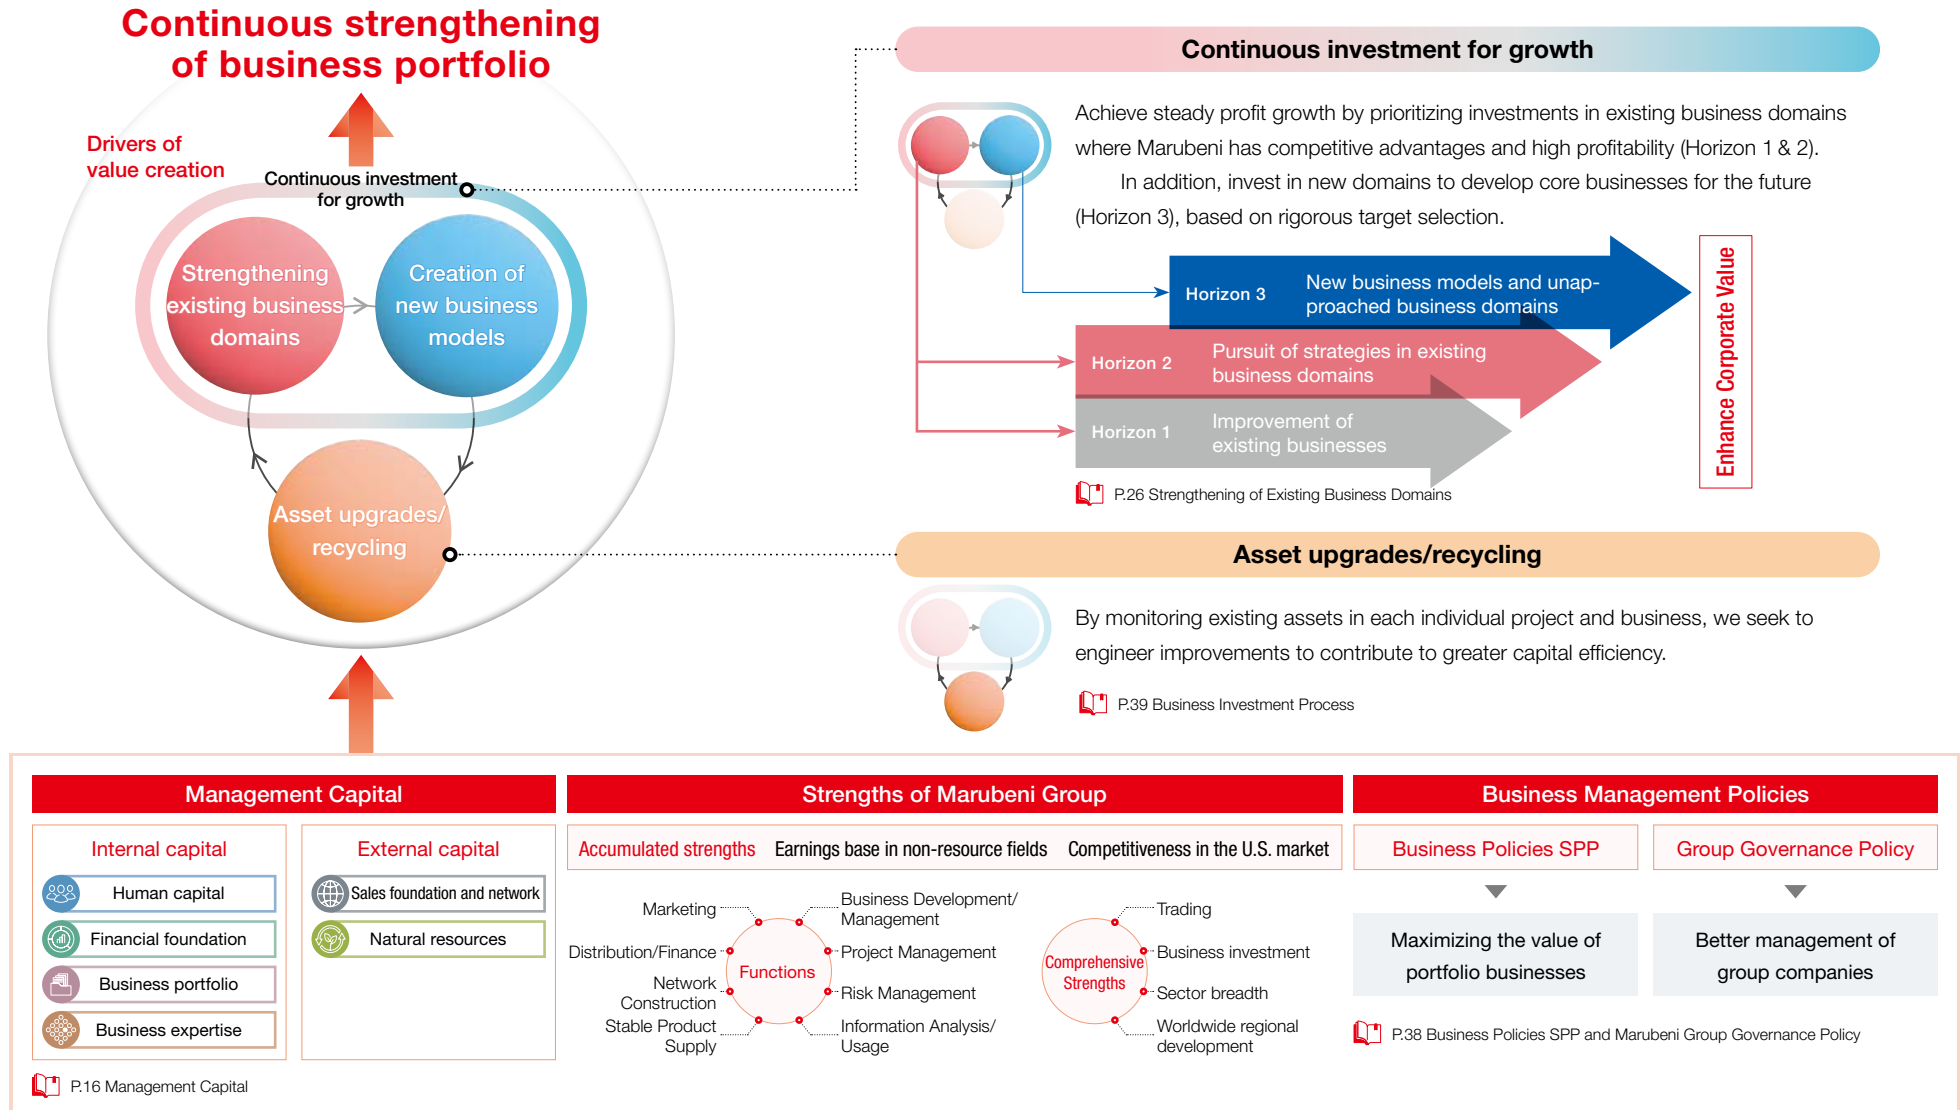 Continuous strengthening
of business portfolio
Drivers of
value creation
Continuous investment
for growth
Strengthening
existing business
domains
Creation of
new business
models
Asset upgrades/
recycling
Continuous investment for growth
Achieve steady profit growth by prioritizing investments in existing business domains
where Marubeni has competitive advantages and high profitability (Horizon 1 & 2).
In addition, invest in new domains to develop core businesses for the future
(Horizon 3), based on rigorous target selection.
Horizon 3
New business models and unap-
proached business domains
Horizon 2
Pursuit of strategies in existing
business domains
Horizon 1
Improvement of
existing businesses
Enhance Corporate Value
P.26 Strengthening of Existing Business Domains
Asset upgrades/recycling
By monitoring existing assets in each individual project and business, we seek to
engineer improvements to contribute to greater capital efficiency.
P.39 Business Investment Process
Management Capital
Internal capital
Human capital
Financial foundation
Business portfolio
Business expertise
External capital
Sales foundation and network
Natural resources
P.16 Management Capital
Strengths of Marubeni Group
Accumulated strengths Earnings base in non-resource fields Competitiveness in the U.S. market
Marketing
Distribution/Finance
Network
Construction
Stable Product
Supply
Functions
Business Development/
Management
Project Management
Risk Management
Information Analysis/
Usage
Comprehensive
Strengths
Trading
Business investment
Sector breadth
Worldwide regional
development
Business Management Policies
Business Policies SPP
Maximizing the value of
portfolio businesses
Group Governance Policy
Better management of
group companies
P.38 Business Policies SPP and Marubeni Group Governance Policy